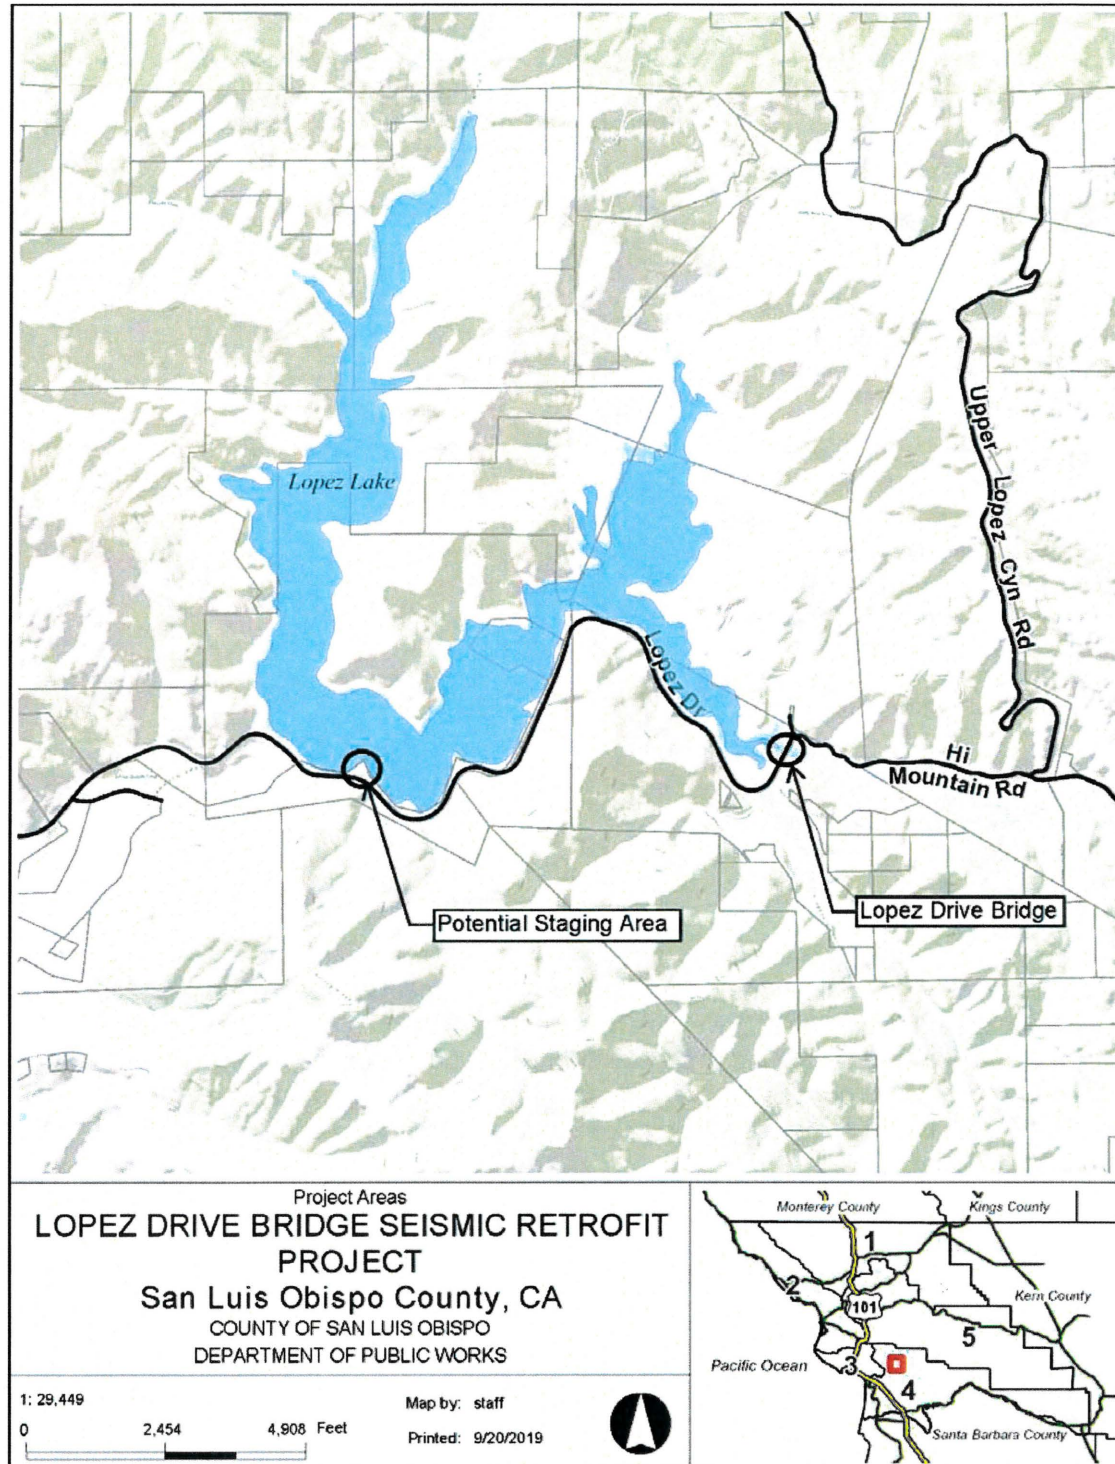 Upper Lopez Cyn Rd
Lopez Lake
Lopez Dr
Hi
Mountain Rd
Potential Staging Area
Lopez Drive Bridge
Project Areas
LOPEZ DRIVE BRIDGE SEISMIC RETROFIT
PROJECT
San Luis Obispo County, CA
COUNTY OF SAN LUIS OBISPO
DEPARTMENT OF PUBLIC WORKS
1: 29,449
0 2,454 4,908 Feet
Map by: staff
Printed: 9/20/2019
Monterey County
Kings County
1
2
101
Kern County
5
Pacific Ocean
3
4
Santa Barbara County